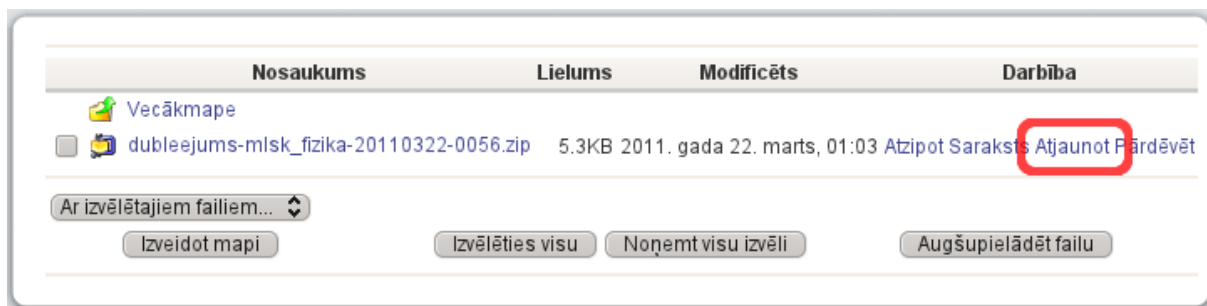 Nosaukums Lielums Modificēts Darbība
Vecākmape
dubleejums-mlsk_fizika-20110322-0056.zip 5.3KB 2011. gada 22. marts, 01:03 Atzipot Saraksts Atjaunot Pārdēvēt
Ar izvēlētajiem failiem...
Izveidot mapi Izvēlēties visu Noņemt visu izvēli Augšupielādēt failu